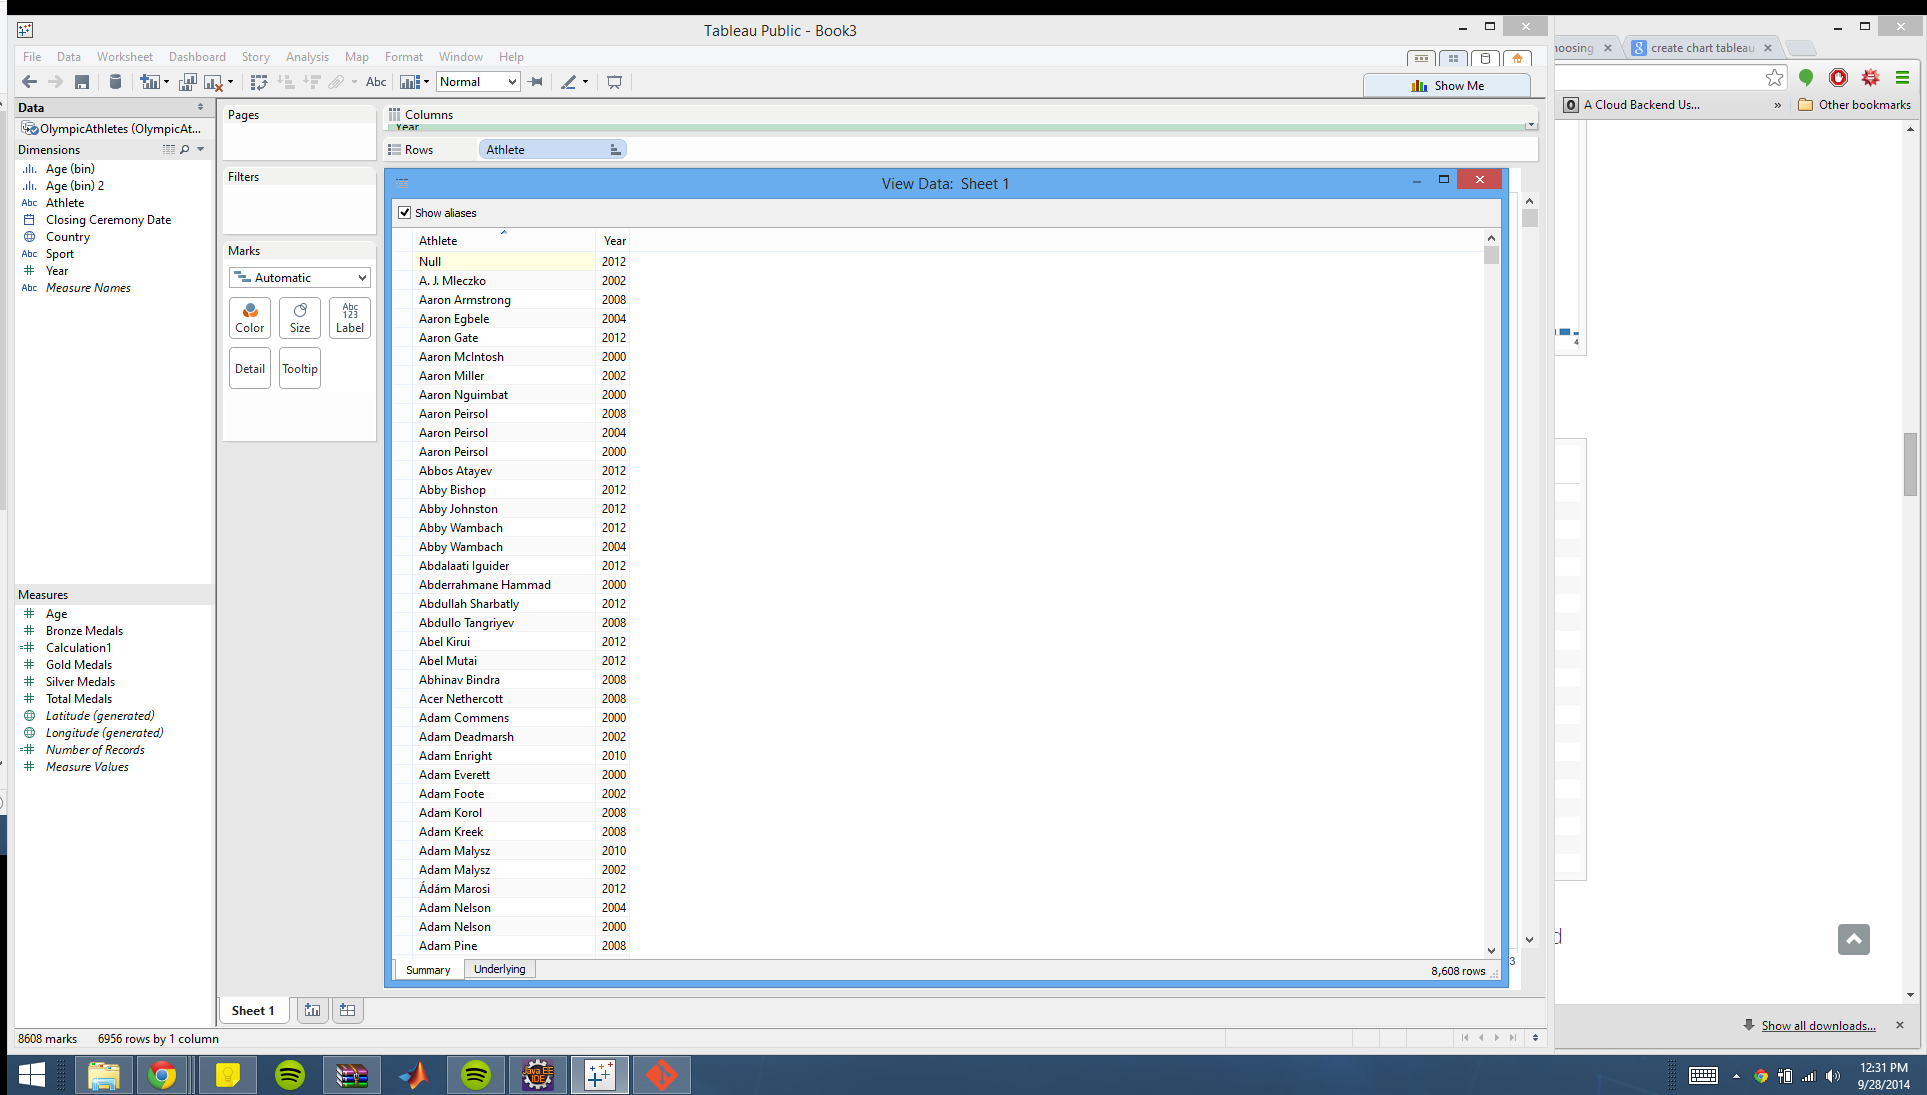 Tableau Public - Book3
File Data Worksheet Dashboard Story Analysis Map Format Window Help
Abc Normal
Show Me
Data
OlympicAthletes (OlympicAt...
Dimensions
Age (bin)
Age (bin) 2
Abc Athlete
Closing Ceremony Date
Country
Abc Sport
Year
Abc Measure Names
Measures
Age
Bronze Medals
Calculation1
Gold Medals
Silver Medals
Total Medals
Latitude (generated)
Longitude (generated)
Number of Records
Measure Values
Pages
Filters
Marks
Automatic
Color Size Abc 123 Label
Detail Tooltip
Columns
Year
Rows Athlete
View Data: Sheet 1
Show aliases
Athlete Year
Null 2012
A. J. Mleczko 2002
Aaron Armstrong 2008
Aaron Egbele 2004
Aaron Gate 2012
Aaron McIntosh 2000
Aaron Miller 2002
Aaron Nguimbat 2000
Aaron Peirsol 2008
Aaron Peirsol 2004
Aaron Peirsol 2000
Abbos Atayev 2012
Abby Bishop 2012
Abby Johnston 2012
Abby Wambach 2012
Abby Wambach 2004
Abdalaati Iguider 2012
Abderrahmane Hammad 2000
Abdullah Sharbatly 2012
Abdullo Tangriyev 2008
Abel Kirui 2012
Abel Mutai 2012
Abhinav Bindra 2008
Acer Nethercott 2008
Adam Commens 2000
Adam Deadmarsh 2002
Adam Enright 2010
Adam Everett 2000
Adam Foote 2002
Adam Korol 2008
Adam Kreek 2008
Adam Malysz 2010
Adam Malysz 2002
Ádám Marosi 2012
Adam Nelson 2004
Adam Nelson 2000
Adam Pine 2008
Summary Underlying 8,608 rows
3
Sheet 1
8608 marks 6956 rows by 1 column
oosing
create chart tableau
A Cloud Backend Us...
» Other bookmarks
4
d
Show all downloads...
Java EE
IDE
12:31 PM
9/28/2014